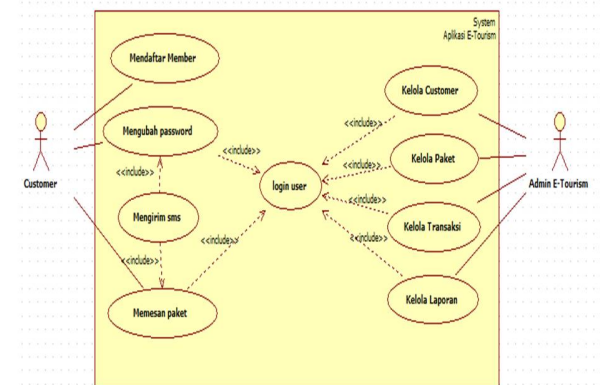 System
Aplikasi E-Tourism
Mendaftar Member
Kelola Customer
Mengubah password
<<include>>
<<include>>
Kelola Paket
<<include>>
<<include>>
login user
Customer
Admin E-Tourism
Mengirim sms
<<include>>
Kelola Transaksi
<<include>>
<<include>>
<<include>>
Memesan paket
Kelola Laporan